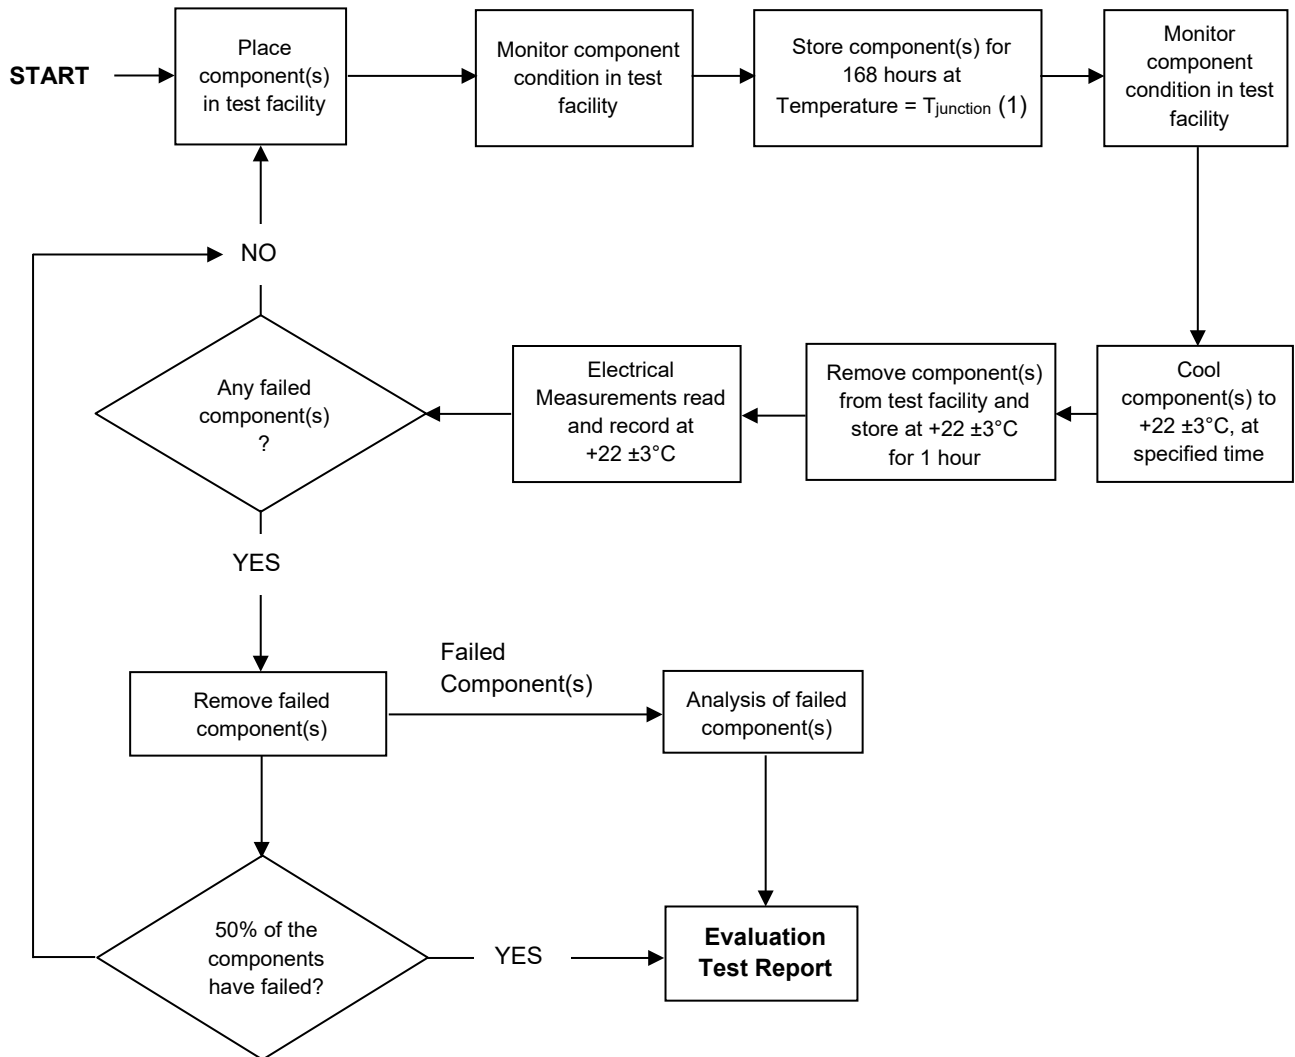 START
Place
component(s)
in test facility
Monitor component
condition in test
facility
Store component(s) for
168 hours at
Temperature = Tjunction (1)
Monitor
component
condition in test
facility
NO
Any failed
component(s)
?
Electrical
Measurements read
and record at
+22 ±3°C
Remove component(s)
from test facility and
store at +22 ±3°C
for 1 hour
Cool
component(s) to
+22 ±3°C, at
specified time
YES
Remove failed
component(s)
Failed
Component(s)
Analysis of failed
component(s)
50% of the
components
have failed?
YES
Evaluation
Test Report